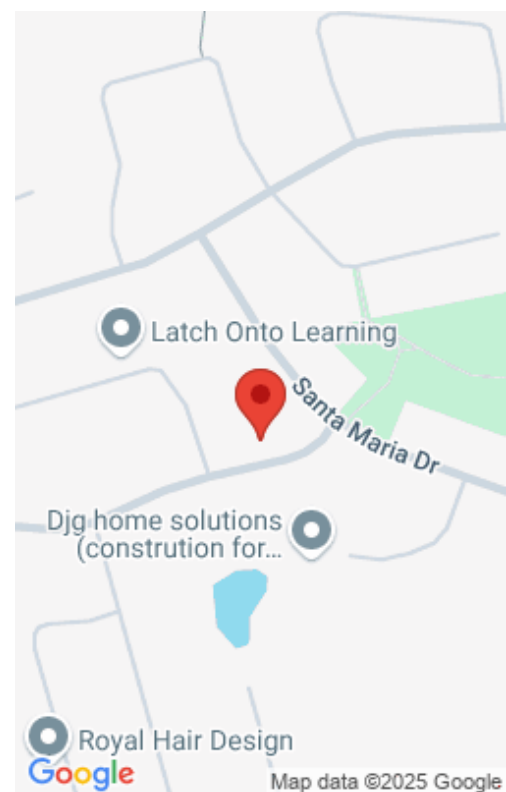 Latch Onto Learning
Santa Maria Dr
Djg home solutions
(constrution for...
Royal Hair Design
Google
Map data ©2025 Google